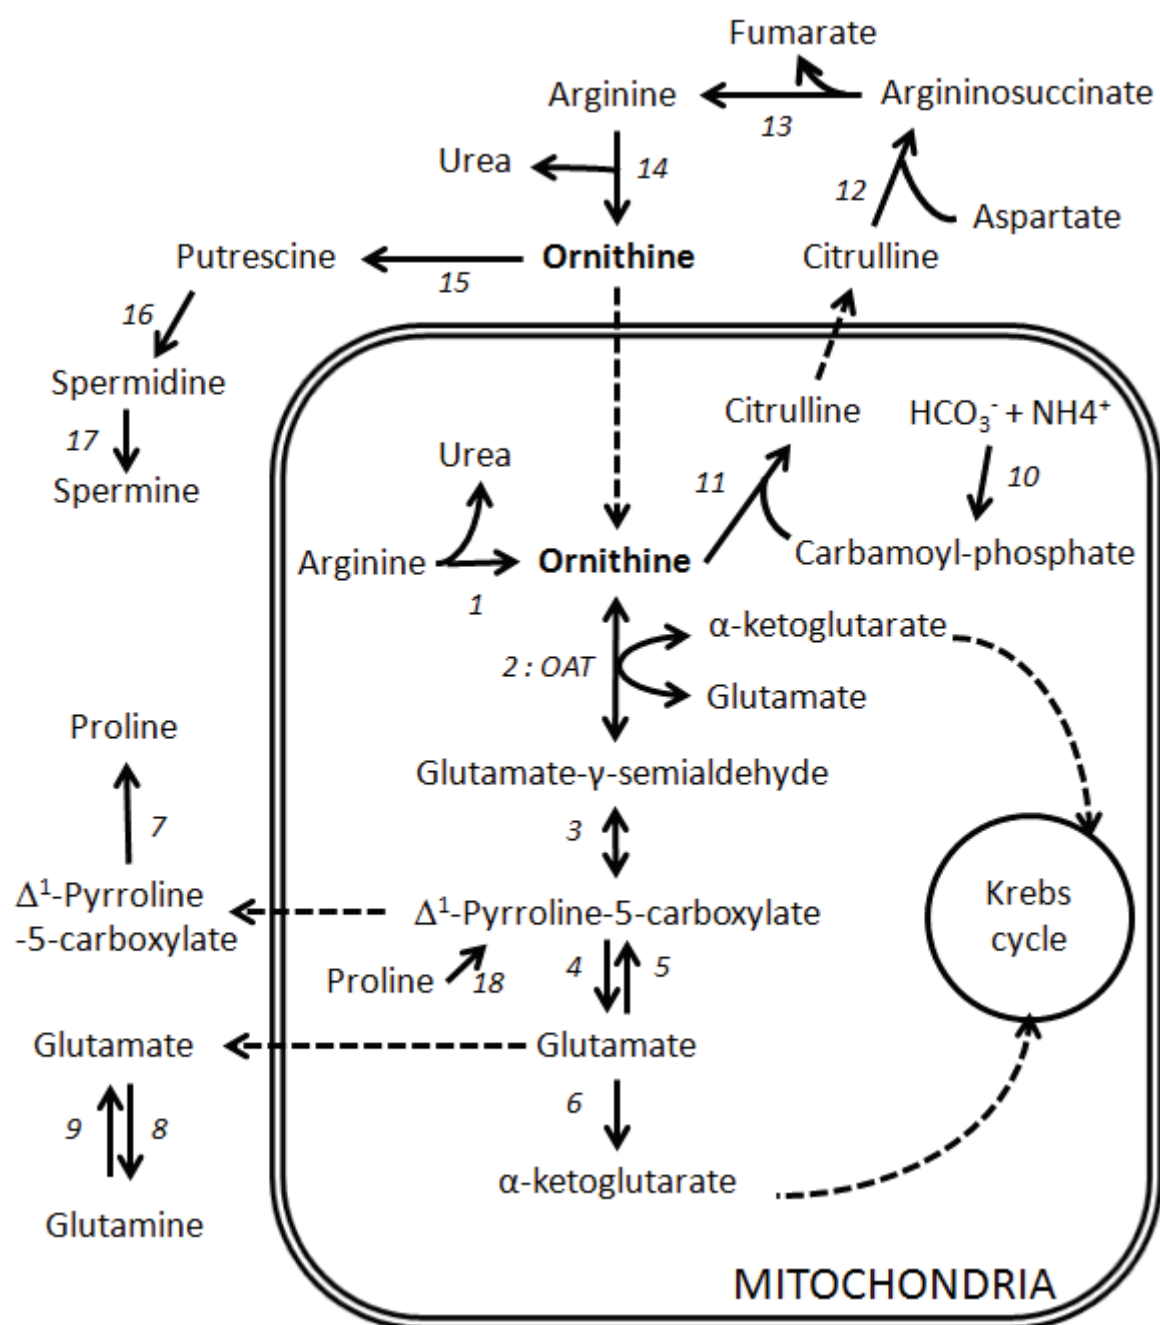 Fumarate
Arginine
Argininosuccinate
13
Urea
14
12
Aspartate
Putrescine
Ornithine
Citrulline
15
16
Spermidine
Citrulline
HCO₃⁻ + NH4⁺
17
Urea
11
10
Spermine
Arginine
Ornithine
Carbamoyl-phosphate
1
α-ketoglutarate
2 : OAT
Glutamate
Proline
Glutamate-γ-semialdehyde
7
3
Δ¹-Pyrroline
-5-carboxylate
Δ¹-Pyrroline-5-carboxylate
Krebs
cycle
Proline
18
4
5
Glutamate
Glutamate
6
9
8
α-ketoglutarate
Glutamine
MITOCHONDRIA